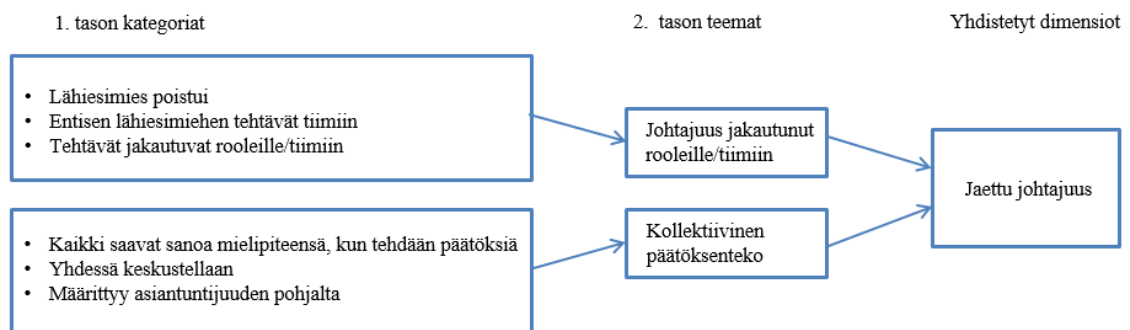 1. tason kategoriat
2. tason teemat
Yhdistetyt dimensiot
• Lähiesimies poistui
• Entisen lähiesimiehen tehtävät tiimiin
• Tehtävät jakautuvat rooleille/tiimiin
Johtajuus jakautunut
rooleille/tiimiin
Jaettu johtajuus
• Kaikki saavat sanoa mielipiteensä, kun tehdään päätöksiä
• Yhdessä keskustellaan
• Määrittyy asiantuntijuuden pohjalta
Kollektiivinen
päätöksenteko